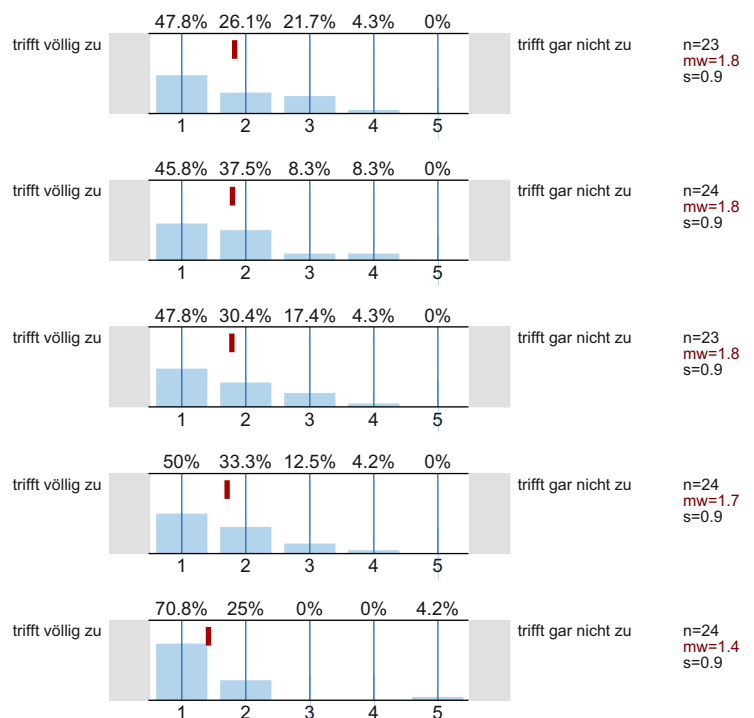 47.8% 26.1% 21.7% 4.3% 0%
trifft völlig zu trifft gar nicht zu n=23
mw=1.8
s=0.9
1 2 3 4 5
45.8% 37.5% 8.3% 8.3% 0%
trifft völlig zu trifft gar nicht zu n=24
mw=1.8
s=0.9
1 2 3 4 5
47.8% 30.4% 17.4% 4.3% 0%
trifft völlig zu trifft gar nicht zu n=23
mw=1.8
s=0.9
1 2 3 4 5
50% 33.3% 12.5% 4.2% 0%
trifft völlig zu trifft gar nicht zu n=24
mw=1.7
s=0.9
1 2 3 4 5
70.8% 25% 0% 0% 4.2%
trifft völlig zu trifft gar nicht zu n=24
mw=1.4
s=0.9
1 2 3 4 5